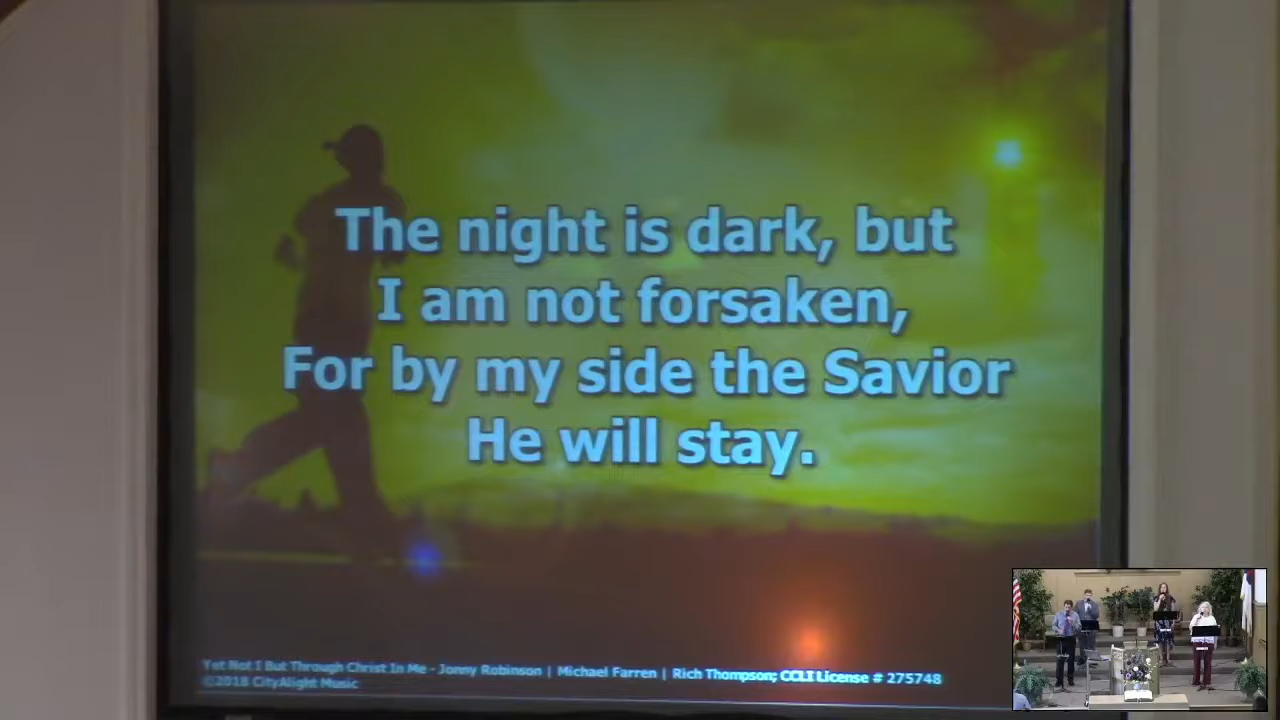 The night is dark, but
I am not forsaken,
For by my side the Savior
He will stay.
Yet Not I But Through Christ In Me - Jonny Robinson | Michael Farren | Rich Thompson; CCLI License # 275748
©2018 CityAlight Music